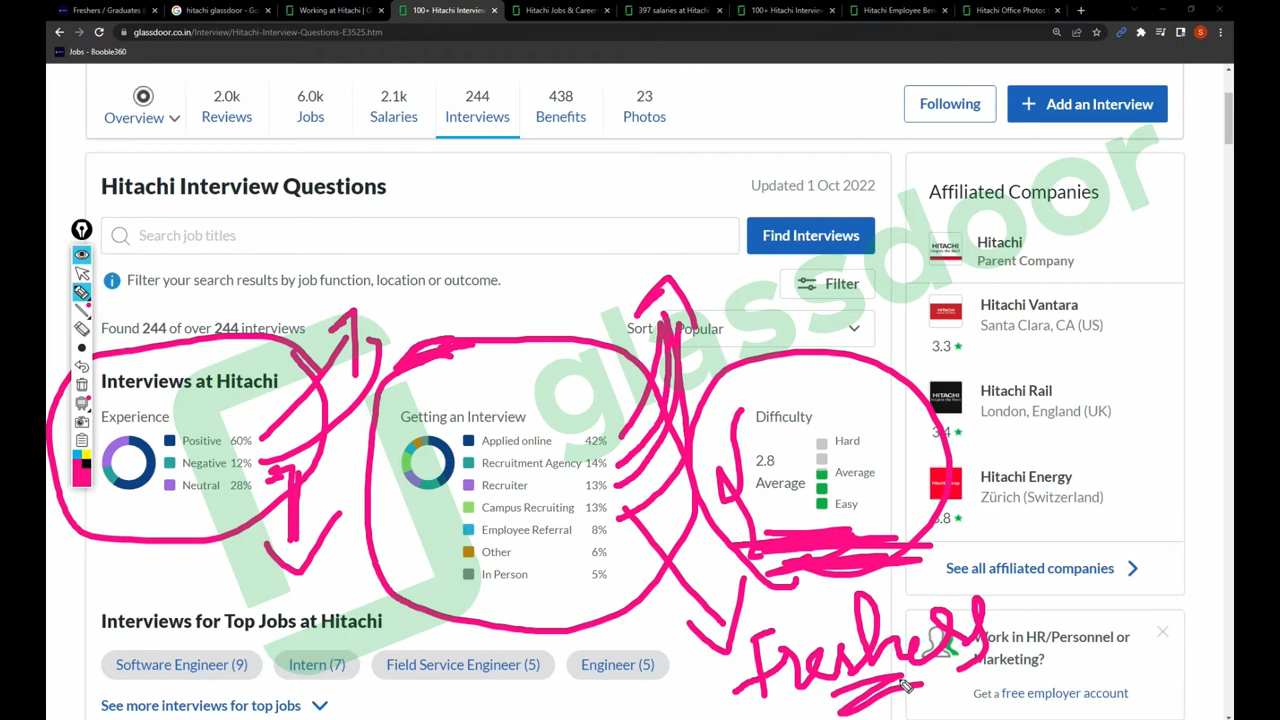 Freshers / Graduates B
hitachi glassdoor - Go
Working at Hitachi | G
100+ Hitachi Interview
Hitachi Jobs & Career
397 salaries at Hitach
100+ Hitachi Intervie
Hitachi Employee Ben
Hitachi Office Photos
glassdoor.co.in/Interview/Hitachi-Interview-Questions-E3525.htm
Jobs - Booble360
Overview
2.0k
Reviews
6.0k
Jobs
2.1k
Salaries
244
Interviews
438
Benefits
23
Photos
Following
+ Add an Interview
Hitachi Interview Questions
Updated 1 Oct 2022
Search job titles
Find Interviews
Filter your search results by job function, location or outcome.
Filter
Found 244 of over 244 interviews
Sort
Popular
Interviews at Hitachi
Experience
Positive 60%
Negative 12%
Neutral 28%
Getting an Interview
Applied online 42%
Recruitment Agency 14%
Recruiter 13%
Campus Recruiting 13%
Employee Referral 8%
Other 6%
In Person 5%
Difficulty
2.8
Average
Hard
Average
Easy
Interviews for Top Jobs at Hitachi
Software Engineer (9)
Intern (7)
Field Service Engineer (5)
Engineer (5)
See more interviews for top jobs
Affiliated Companies
HITACHI
Hitachi
Parent Company
Hitachi Vantara
Santa Clara, CA (US)
3.3
Hitachi Rail
London, England (UK)
3.4
Hitachi Energy
Zürich (Switzerland)
3.8
See all affiliated companies
Work in HR/Personnel or
Marketing?
Get a free employer account
glassdoor
Freshers